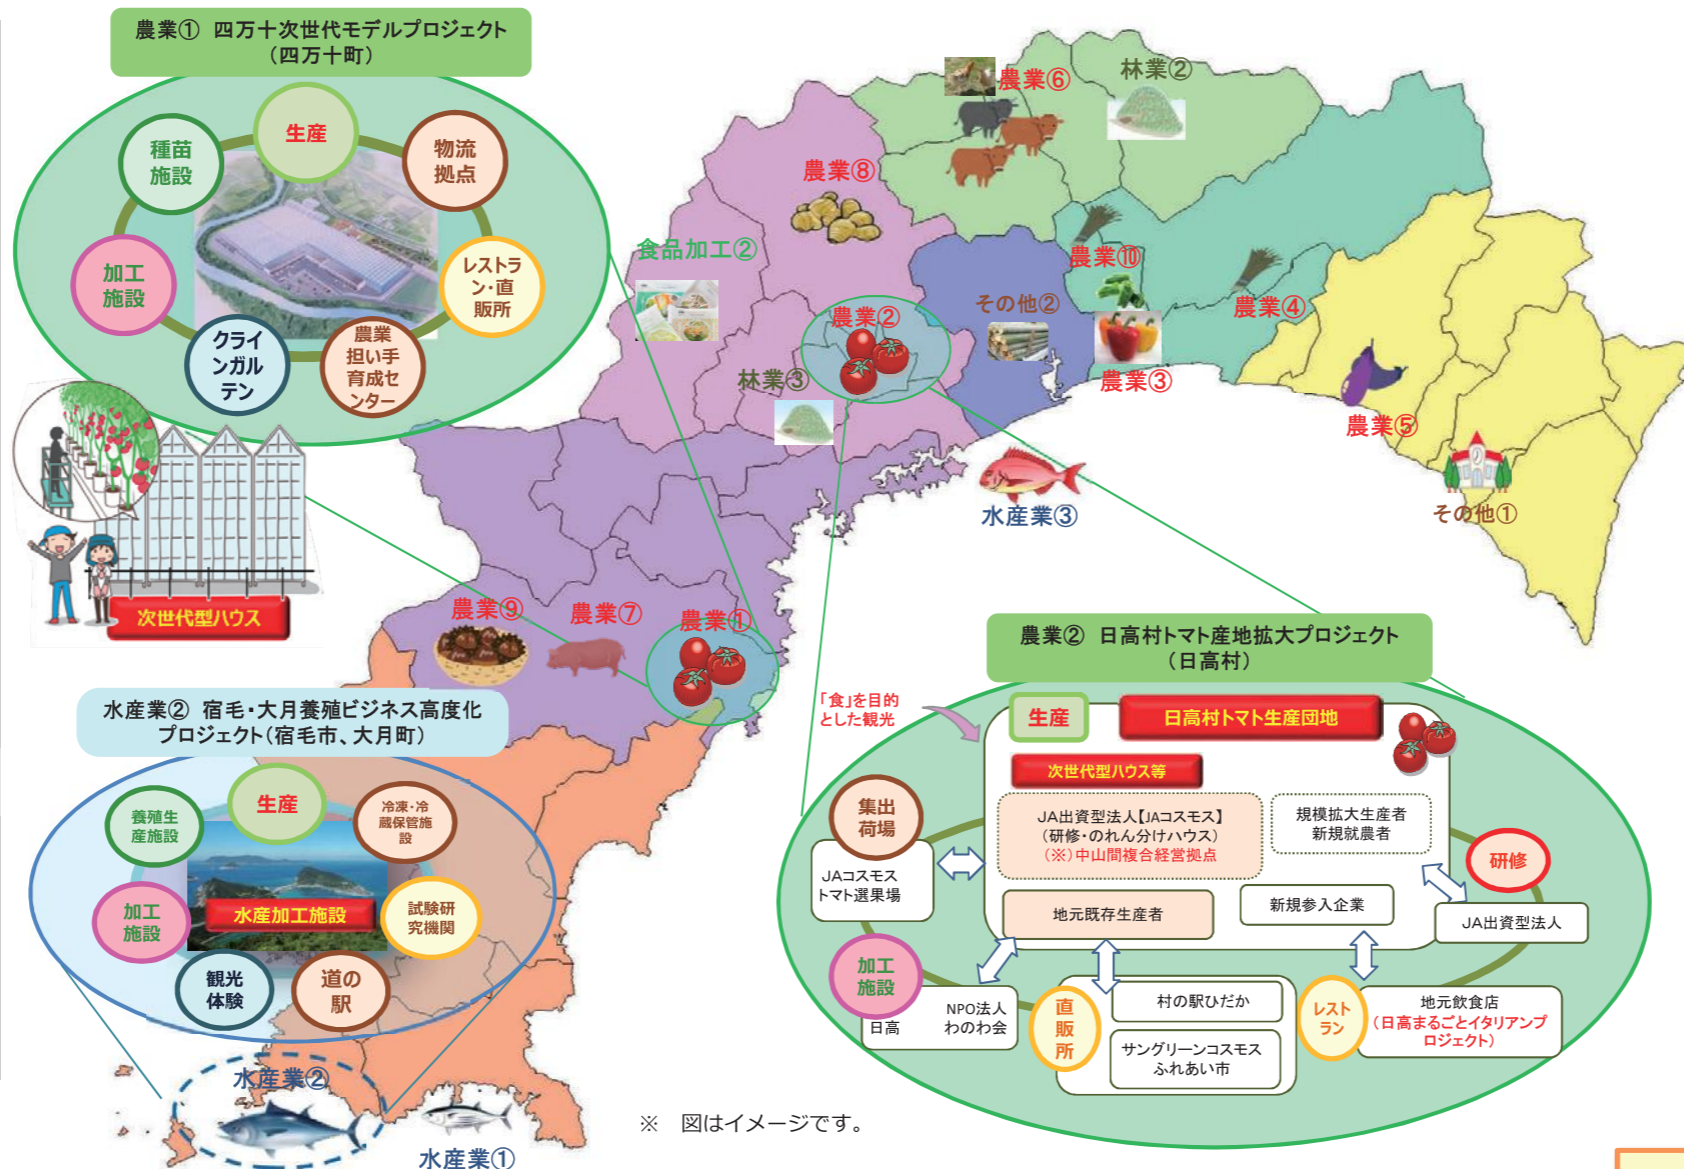 農業① 四万十次世代モデルプロジェクト
（四万十町）
生産
種苗
施設
物流
拠点
加工
施設
レストラ
ン・直
販所
クライ
ンガル
テン
農業
担い手
育成セ
ンター
次世代型ハウス
農業⑥
林業②
農業⑧
食品加工②
農業⑩
農業②
その他②
農業④
林業③
農業③
農業⑤
水産業③
その他①
農業⑨
農業⑦
農業①
水産業② 宿毛・大月養殖ビジネス高度化
プロジェクト（宿毛市、大月町）
生産
養殖生
産施設
冷凍・冷
蔵保管施
設
加工
施設
水産加工施設
試験研
究機関
観光
体験
道の
駅
水産業②
水産業①
※ 図はイメージです。
農業② 日高村トマト産地拡大プロジェクト
（日高村）
「食」を目的
とした観光
生産
日高村トマト生産団地
次世代型ハウス等
集出
荷場
JAコスモス
トマト選果場
JA出資型法人【JAコスモス】
（研修・のれん分けハウス）
（※）中山間複合経営拠点
規模拡大生産者
新規就農者
研修
JA出資型法人
地元既存生産者
新規参入企業
加工
施設
日高 NPO法人
わのわ会
直
販
所
村の駅ひだか
サングリーンコスモス
ふれあい市
レスト
ラン
地元飲食店
（日高まるごとイタリアンプ
ロジェクト）